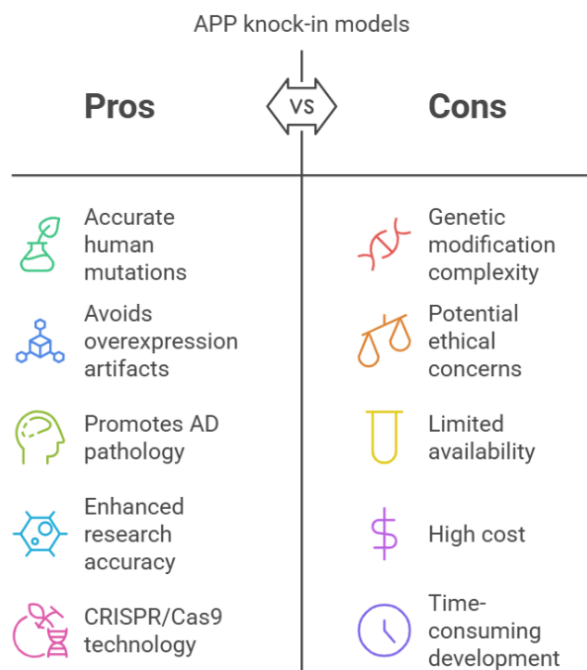 APP knock-in models
Pros
VS
Cons
Accurate
human
mutations
Genetic
modification
complexity
Avoids
overexpression
artifacts
Potential
ethical
concerns
Promotes AD
pathology
Limited
availability
Enhanced
research
accuracy
High cost
CRISPR/Cas9
technology
Time-
consuming
development